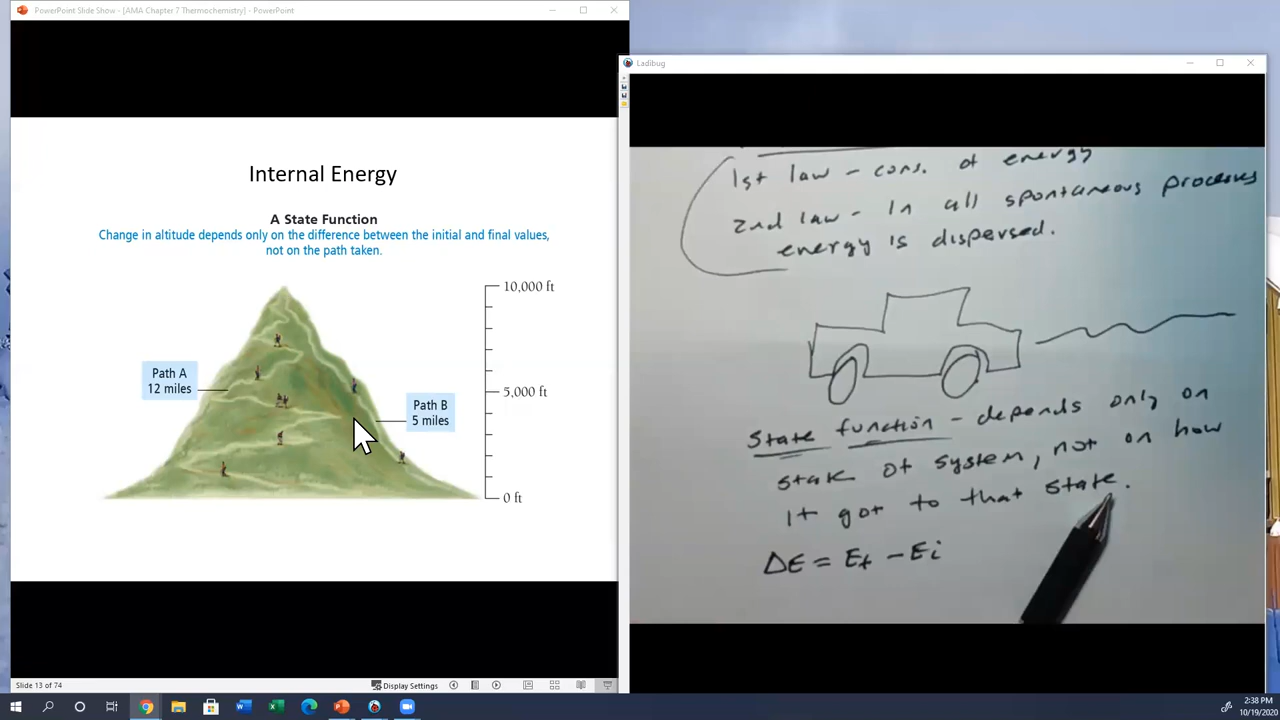 PowerPoint Slide Show - [AMA Chapter 7 Thermochemistry] - PowerPoint
Internal Energy
A State Function
Change in altitude depends only on the difference between the initial and final values,
not on the path taken.
10,000 ft
Path A
12 miles
5,000 ft
Path B
5 miles
0 ft
Slide 13 of 74
Display Settings
Ladibug
1st law - cons. of energy
2nd law - In all spontaneous processes
energy is dispersed.
State function - depends only on
state of system, not on how
it got to that state.
ΔE = Ef - Ei
2:38 PM
10/19/2020